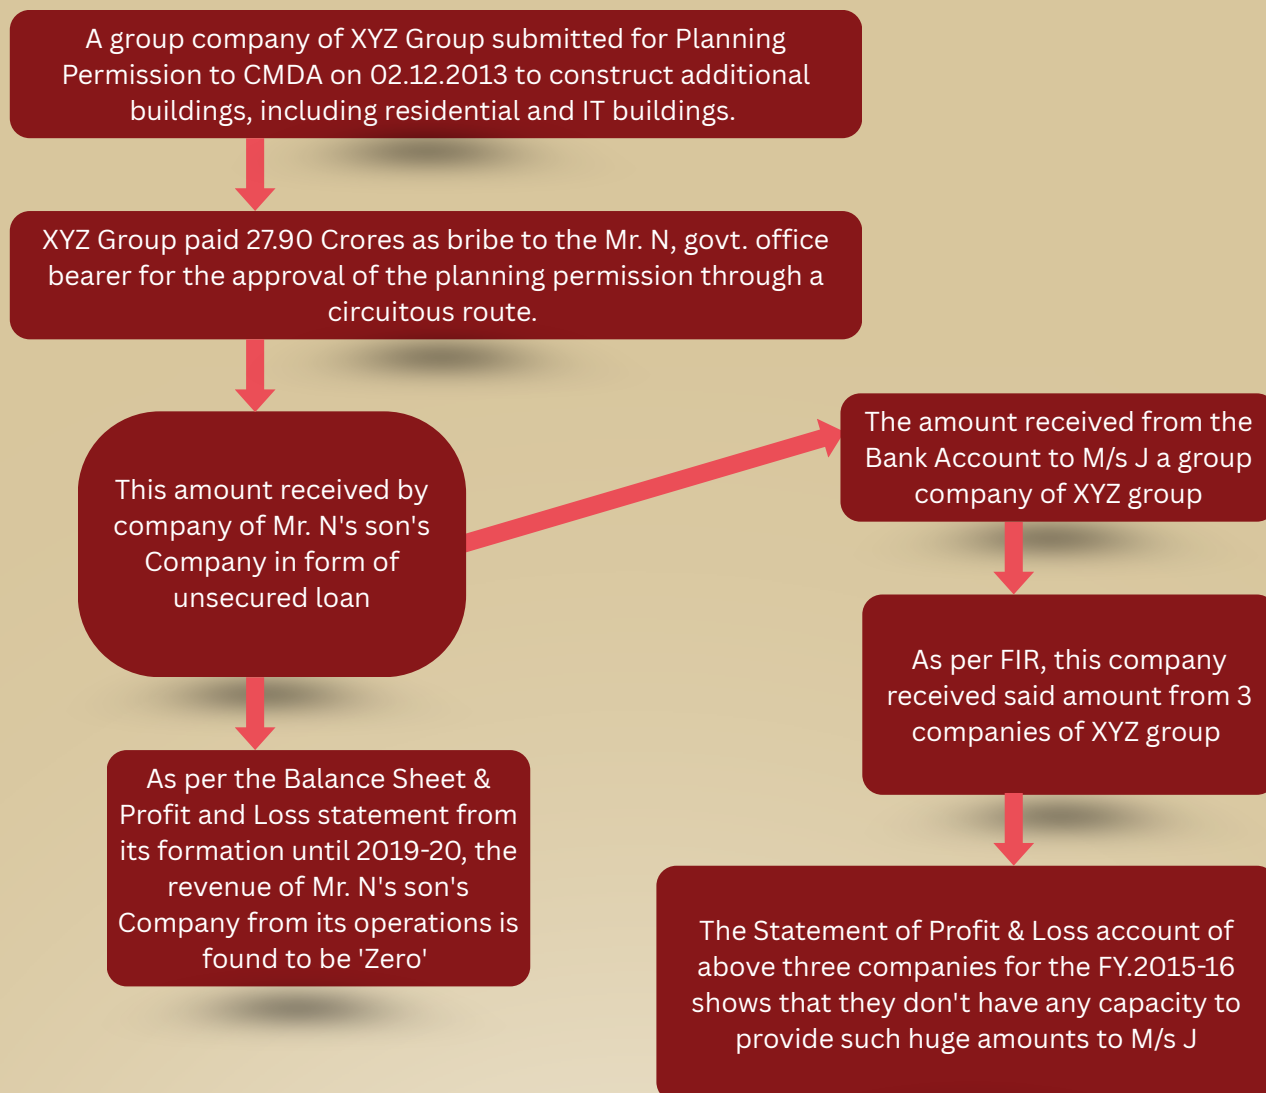 A group company of XYZ Group submitted for Planning
Permission to CMDA on 02.12.2013 to construct additional
buildings, including residential and IT buildings.
XYZ Group paid 27.90 Crores as bribe to the Mr. N, govt. office
bearer for the approval of the planning permission through a
circuitous route.
This amount received by
company of Mr. N's son's
Company in form of
unsecured loan
As per the Balance Sheet &
Profit and Loss statement from
its formation until 2019-20, the
revenue of Mr. N's son's
Company from its operations is
found to be 'Zero'
The amount received from the
Bank Account to M/s J a group
company of XYZ group
As per FIR, this company
received said amount from 3
companies of XYZ group
The Statement of Profit & Loss account of
above three companies for the FY.2015-16
shows that they don't have any capacity to
provide such huge amounts to M/s J